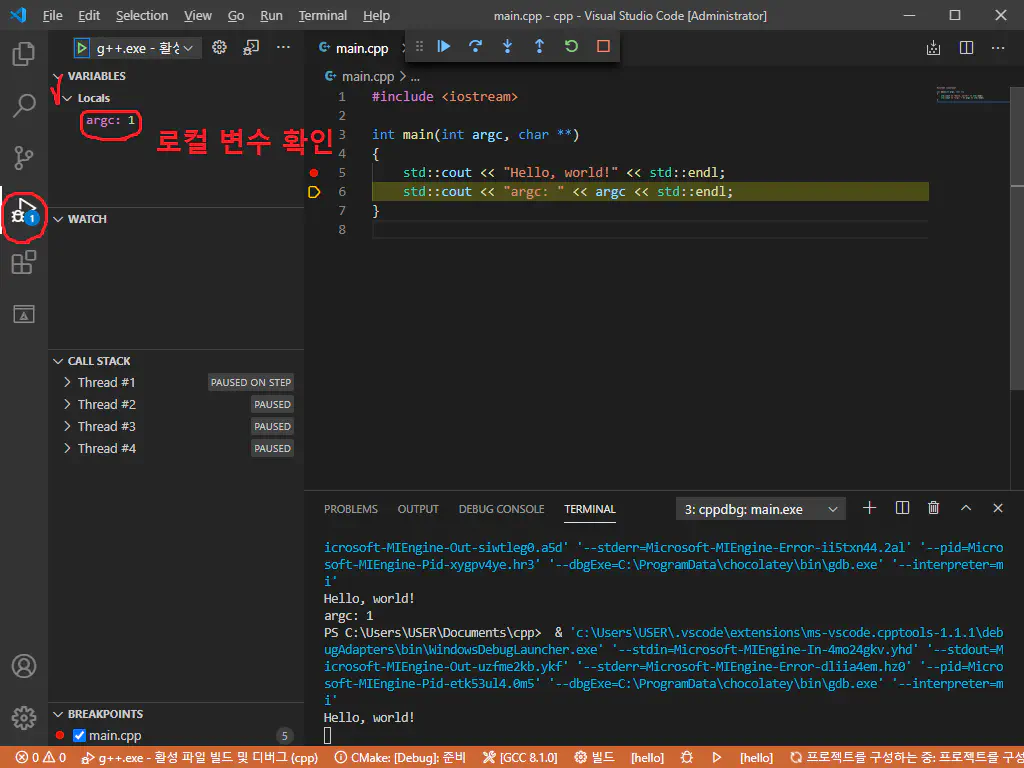 File Edit Selection View Go Run Terminal Help main.cpp - cpp - Visual Studio Code [Administrator]
g++.exe - 활성
main.cpp
VARIABLES
Locals
argc: 1
로컬 변수 확인
1
WATCH
CALL STACK
Thread #1 PAUSED ON STEP
Thread #2 PAUSED
Thread #3 PAUSED
Thread #4 PAUSED
BREAKPOINTS
main.cpp 5
main.cpp > ...
1 #include <iostream>
2
3 int main(int argc, char **)
4 {
5 std::cout << "Hello, world!" << std::endl;
6 std::cout << "argc: " << argc << std::endl;
7 }
8
PROBLEMS OUTPUT DEBUG CONSOLE TERMINAL 3: cppdbg: main.exe
icrosoft-MIEngine-Out-siwtleg0.a5d' '--stderr=Microsoft-MIEngine-Error-ii5txn44.2al' '--pid=Micro
soft-MIEngine-Pid-xygpv4ye.hr3' '--dbgExe=C:\ProgramData\chocolatey\bin\gdb.exe' '--interpreter=m
i'
Hello, world!
argc: 1
PS C:\Users\USER\Documents\cpp> & 'c:\Users\USER\.vscode\extensions\ms-vscode.cpptools-1.1.1\deb
ugAdapters\bin\WindowsDebugLauncher.exe' '--stdin=Microsoft-MIEngine-In-4mo24gkv.yhd' '--stdout=M
icrosoft-MIEngine-Out-uzfme2kb.ykf' '--stderr=Microsoft-MIEngine-Error-dliia4em.hz0' '--pid=Micro
soft-MIEngine-Pid-etk53ul4.0m5' '--dbgExe=C:\ProgramData\chocolatey\bin\gdb.exe' '--interpreter=m
i'
Hello, world!
0 0 g++.exe - 활성 파일 빌드 및 디버그 (cpp) CMake: [Debug]: 준비 [GCC 8.1.0] 빌드 [hello] [hello] 프로젝트를 구성하는 중: 프로젝트를 구성